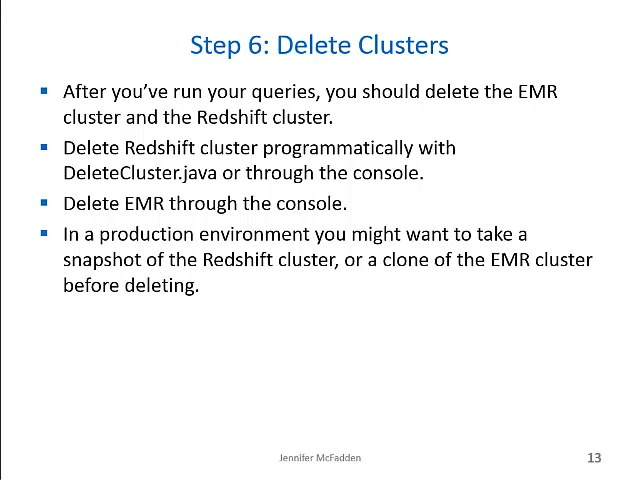 Step 6: Delete Clusters
▪ After you’ve run your queries, you should delete the EMR
cluster and the Redshift cluster.
▪ Delete Redshift cluster programmatically with
DeleteCluster.java or through the console.
▪ Delete EMR through the console.
▪ In a production environment you might want to take a
snapshot of the Redshift cluster, or a clone of the EMR cluster
before deleting.
Jennifer McFadden
13